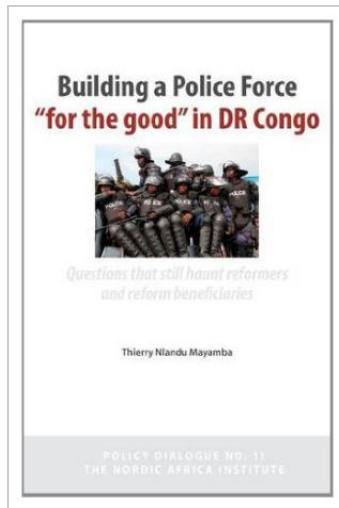 Building a Police Force
“for the good” in DR Congo
Questions that still haunt reformers
and reform beneficiaries
Thierry Nlandu Mayamba
POLICY DIALOGUE NO. 11
THE NORDIC AFRICA INSTITUTE